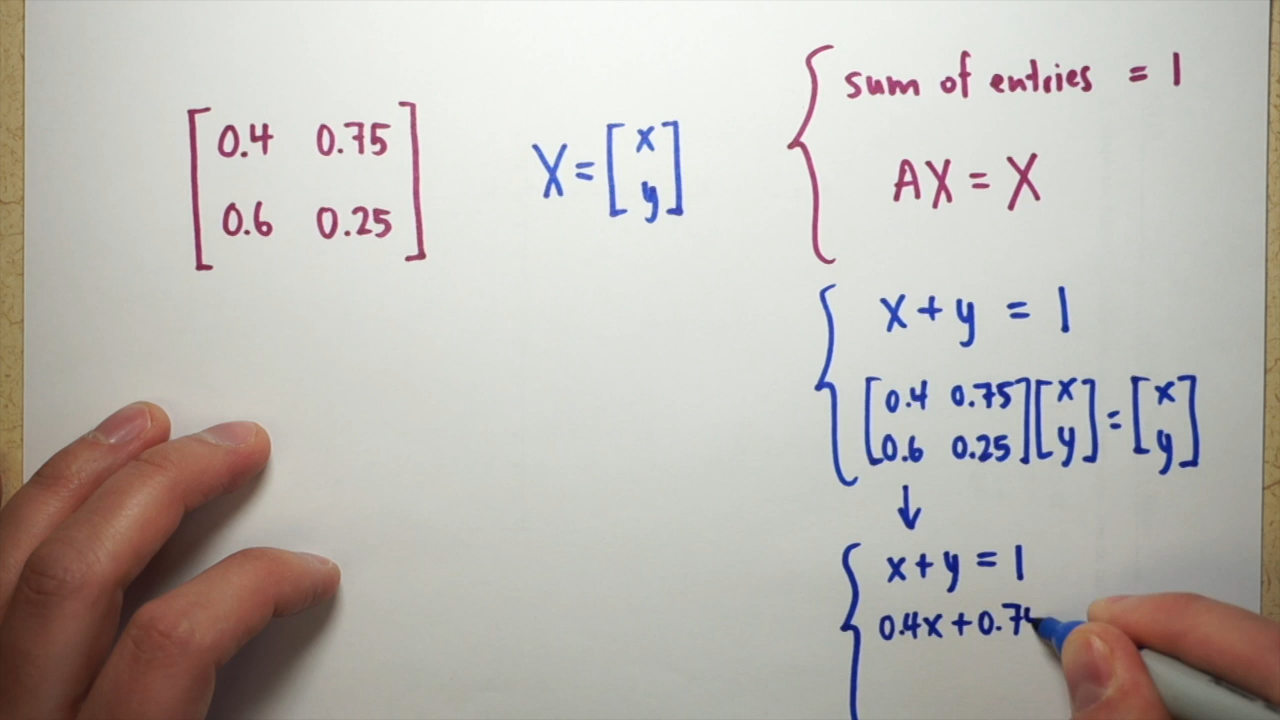 0.4 0.75
0.6 0.25
X = [x
y]
sum of entries = 1
AX = X
x + y = 1
[0.4 0.75
0.6 0.25] [x
y] = [x
y]
↓
x + y = 1
0.4x + 0.7